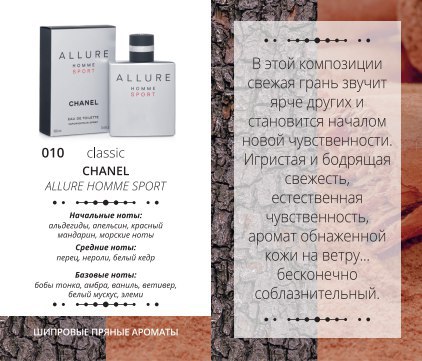 ALLURE
HOMME
SPORT
CHANEL
EAU DE TOILETTE
ALLURE
HOMME
SPORT
CHANEL
010 classic
CHANEL
ALLURE HOMME SPORT
Начальные ноты:
альдегиды, апельсин, красный
мандарин, морские ноты
Средние ноты:
перец, нероли, белый кедр
Базовые ноты:
бобы тонка, амбра, ваниль, ветивер,
белый мускус, элеми
ШИПРОВЫЕ ПРЯНЫЕ АРОМАТЫ
В этой композиции
свежая грань звучит
ярче других и
становится началом
новой чувственности.
Игристая и бодрящая
свежесть,
естественная
чувственность,
аромат обнаженной
кожи на ветру...
бесконечно
соблазнительный.